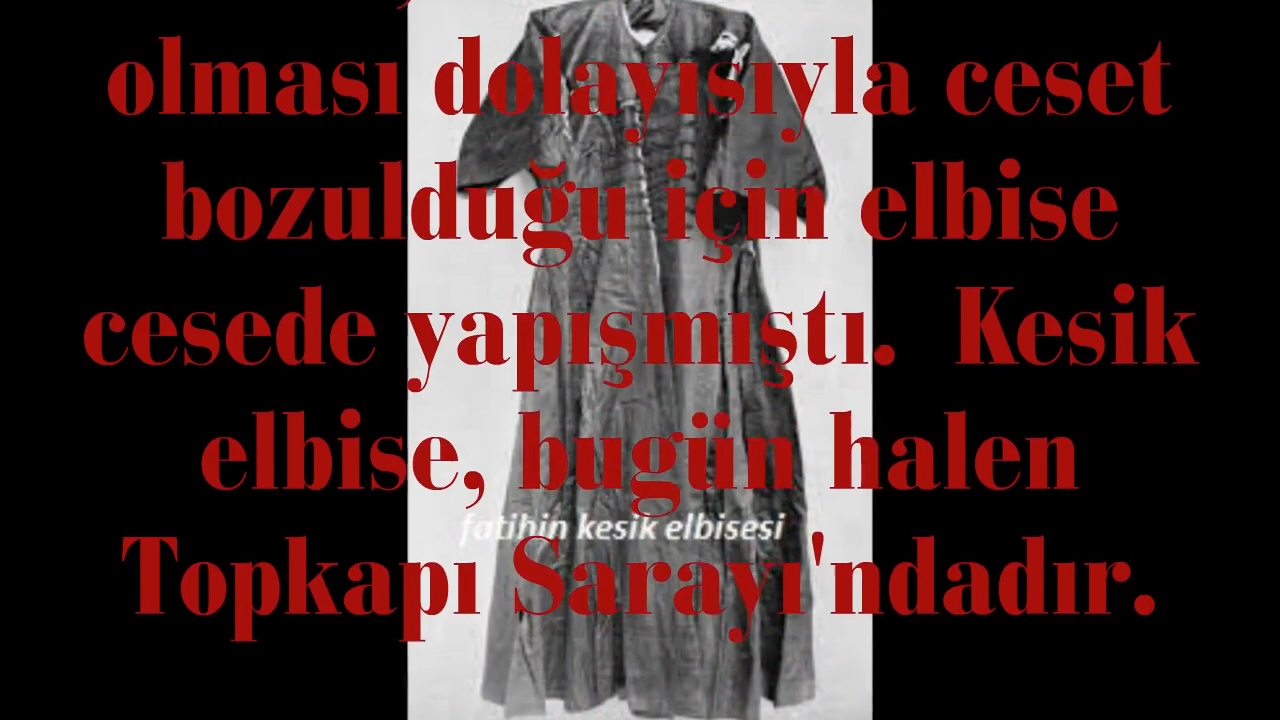 olması dolayısıyla ceset
bozulduğu için elbise
cesede yapışmıştı.  Kesik
elbise, bugün halen
fatihin kesik elbisesi
Topkapı Sarayı'ndadır.